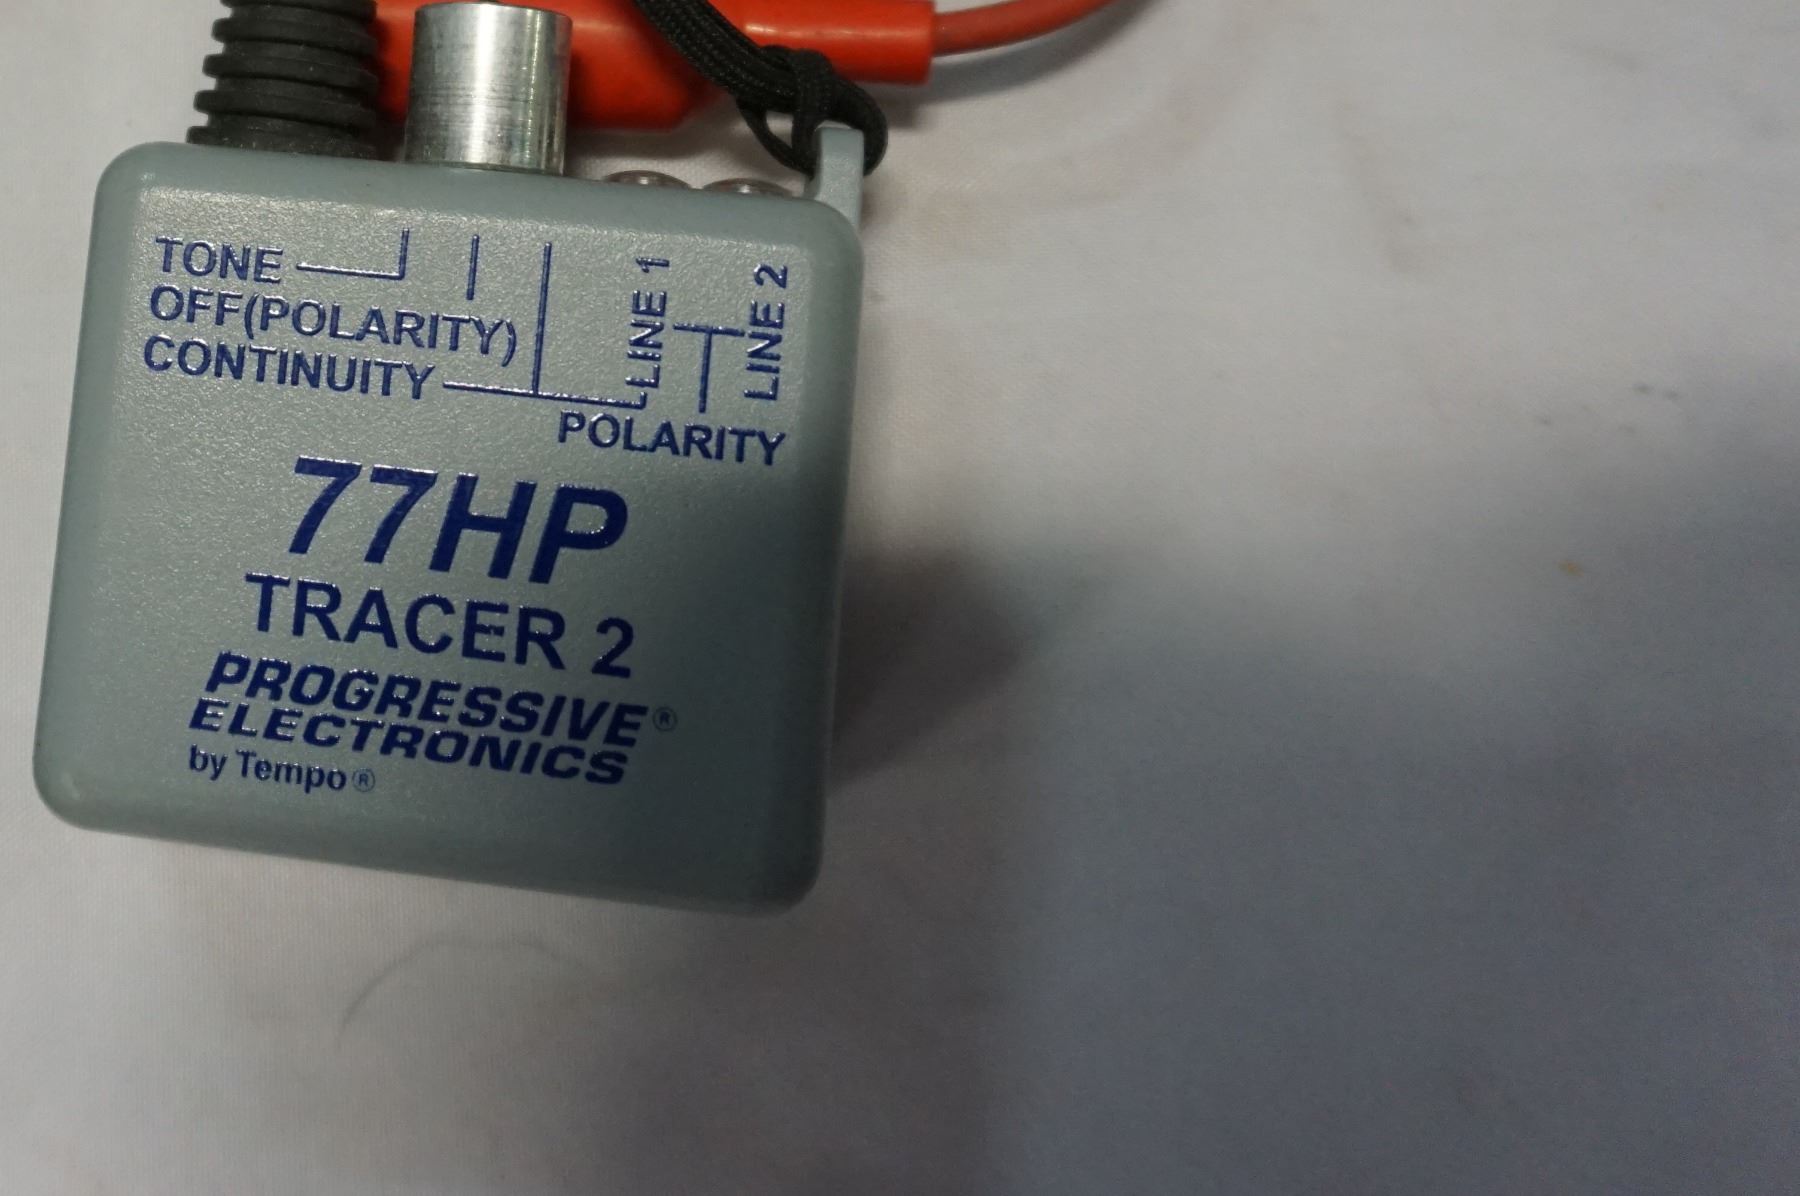 TONE
OFF(POLARITY)
CONTINUITY
LINE 1
LINE 2
POLARITY
77HP
TRACER 2
PROGRESSIVE®
ELECTRONICS
by Tempo®